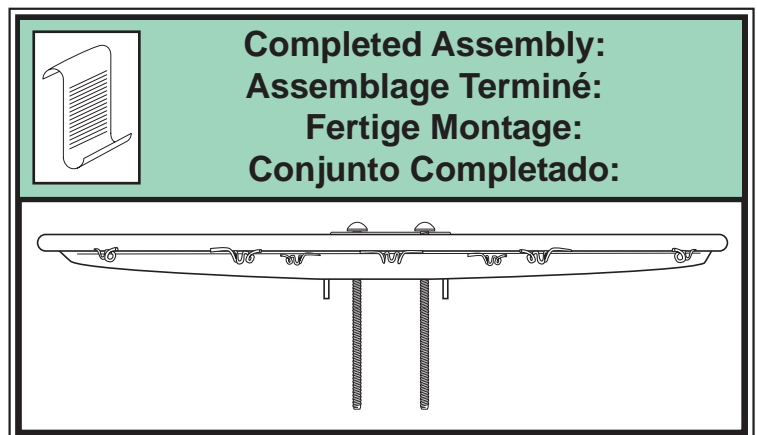 Completed Assembly:
Assemblage Terminé:
Fertige Montage:
Conjunto Completado: